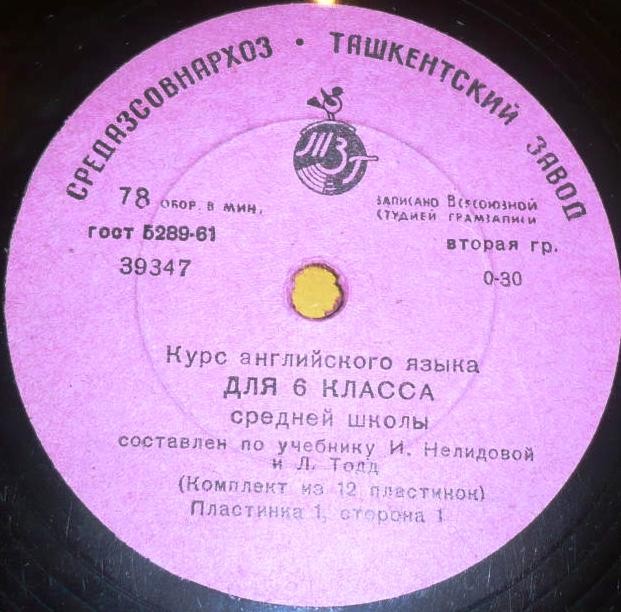 СРЕДАЗСОВНАРХОЗ • ТАШКЕНТСКИЙ ЗАВОД
ТЗГ
78 ОБОР. В МИН.
ЗАПИСАНО ВСЕСОЮЗНОЙ
СТУДИЕЙ ГРАМЗАПИСИ
ГОСТ 5289-61
вторая гр.
39347
0-30
Курс английского языка
ДЛЯ 6 КЛАССА
средней школы
составлен по учебнику И. Нелидовой
и Л. Тодд
(Комплект из 12 пластинок)
Пластинка 1, сторона 1